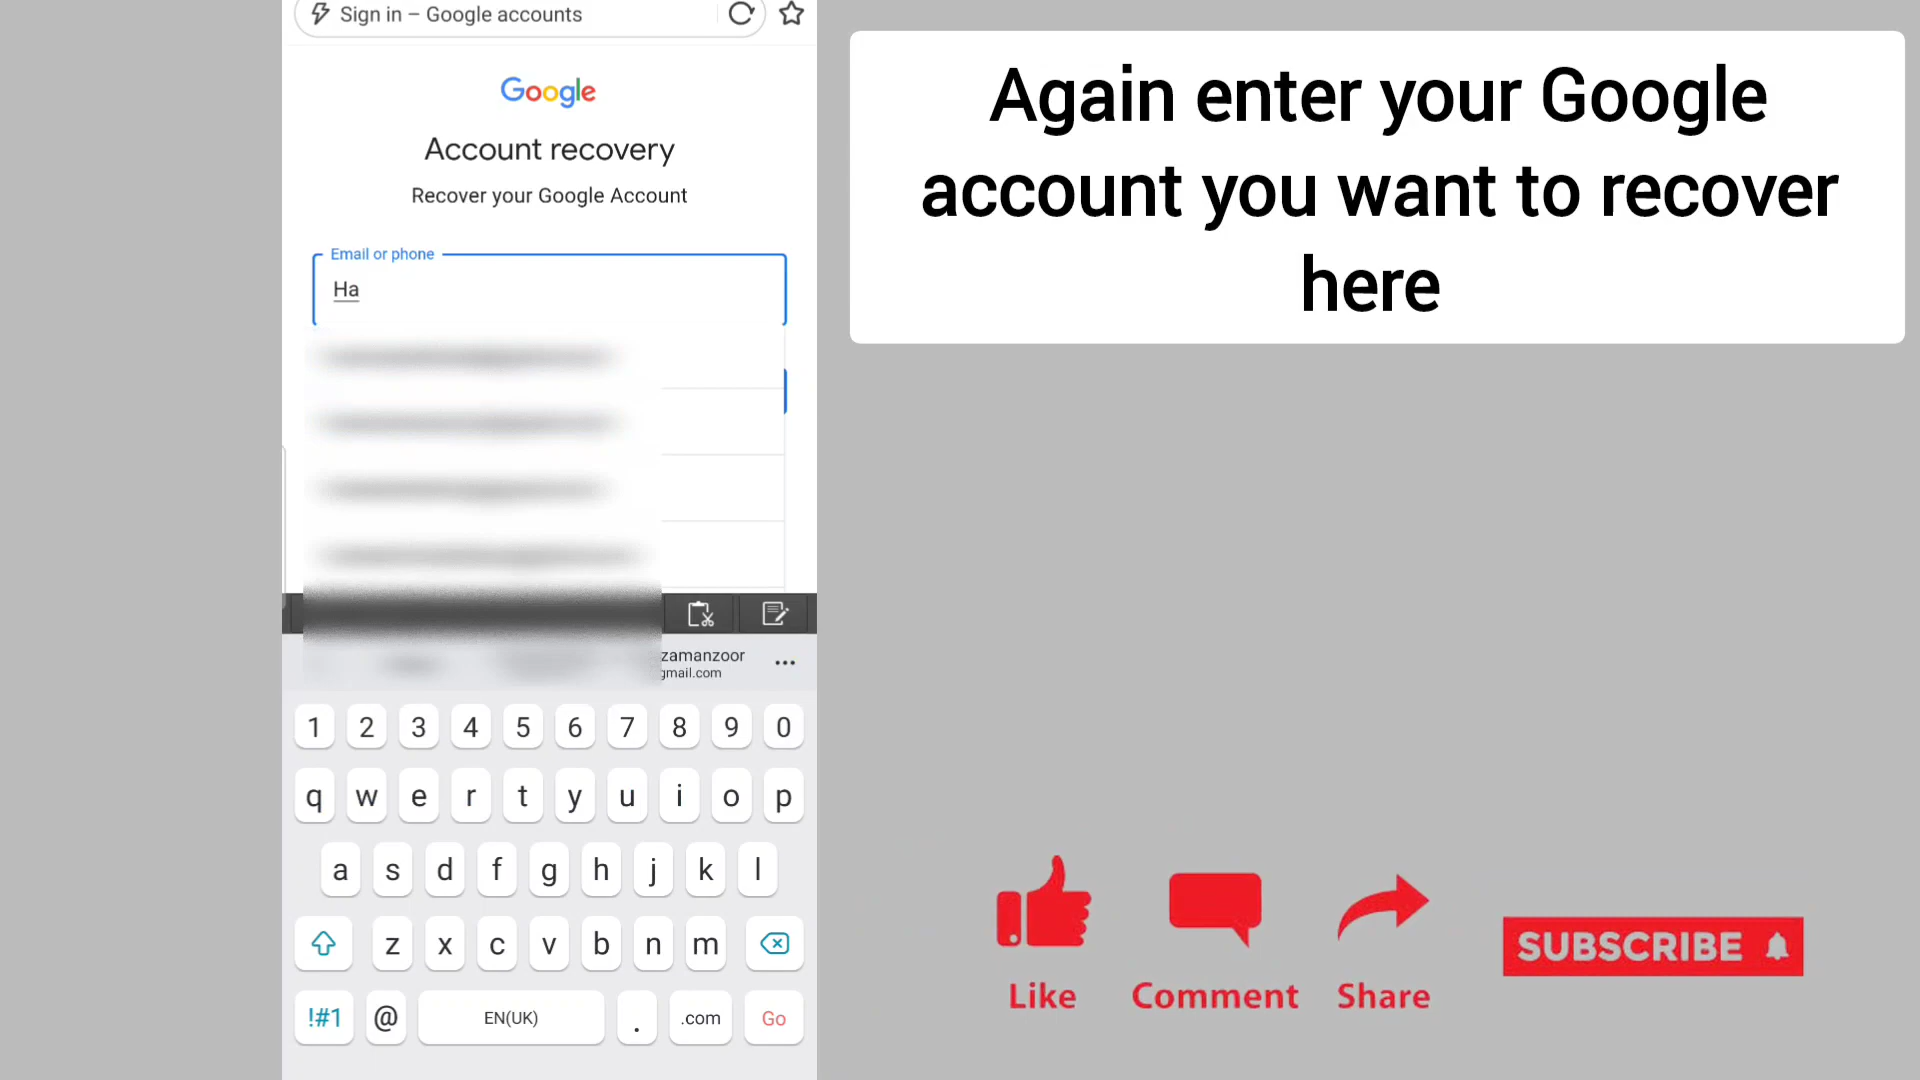 Sign in – Google accounts
Google
Account recovery
Recover your Google Account
Email or phone
Ha
zamanzoor
gmail.com
1 2 3 4 5 6 7 8 9 0
q w e r t y u i o p
a s d f g h j k l
z x c v b n m
!#1 @ EN(UK) . .com Go
Again enter your Google
account you want to recover
here
Like Comment Share
SUBSCRIBE